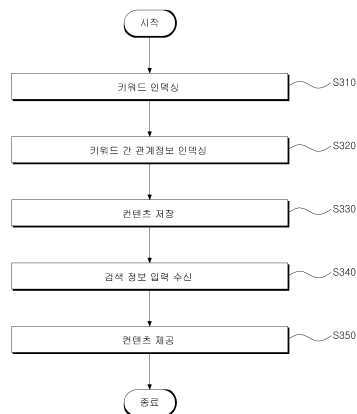 시작
키워드 인덱싱
S310
키워드 간 관계정보 인덱싱
S320
컨텐츠 저장
S330
검색 정보 입력 수신
S340
컨텐츠 제공
S350
종료